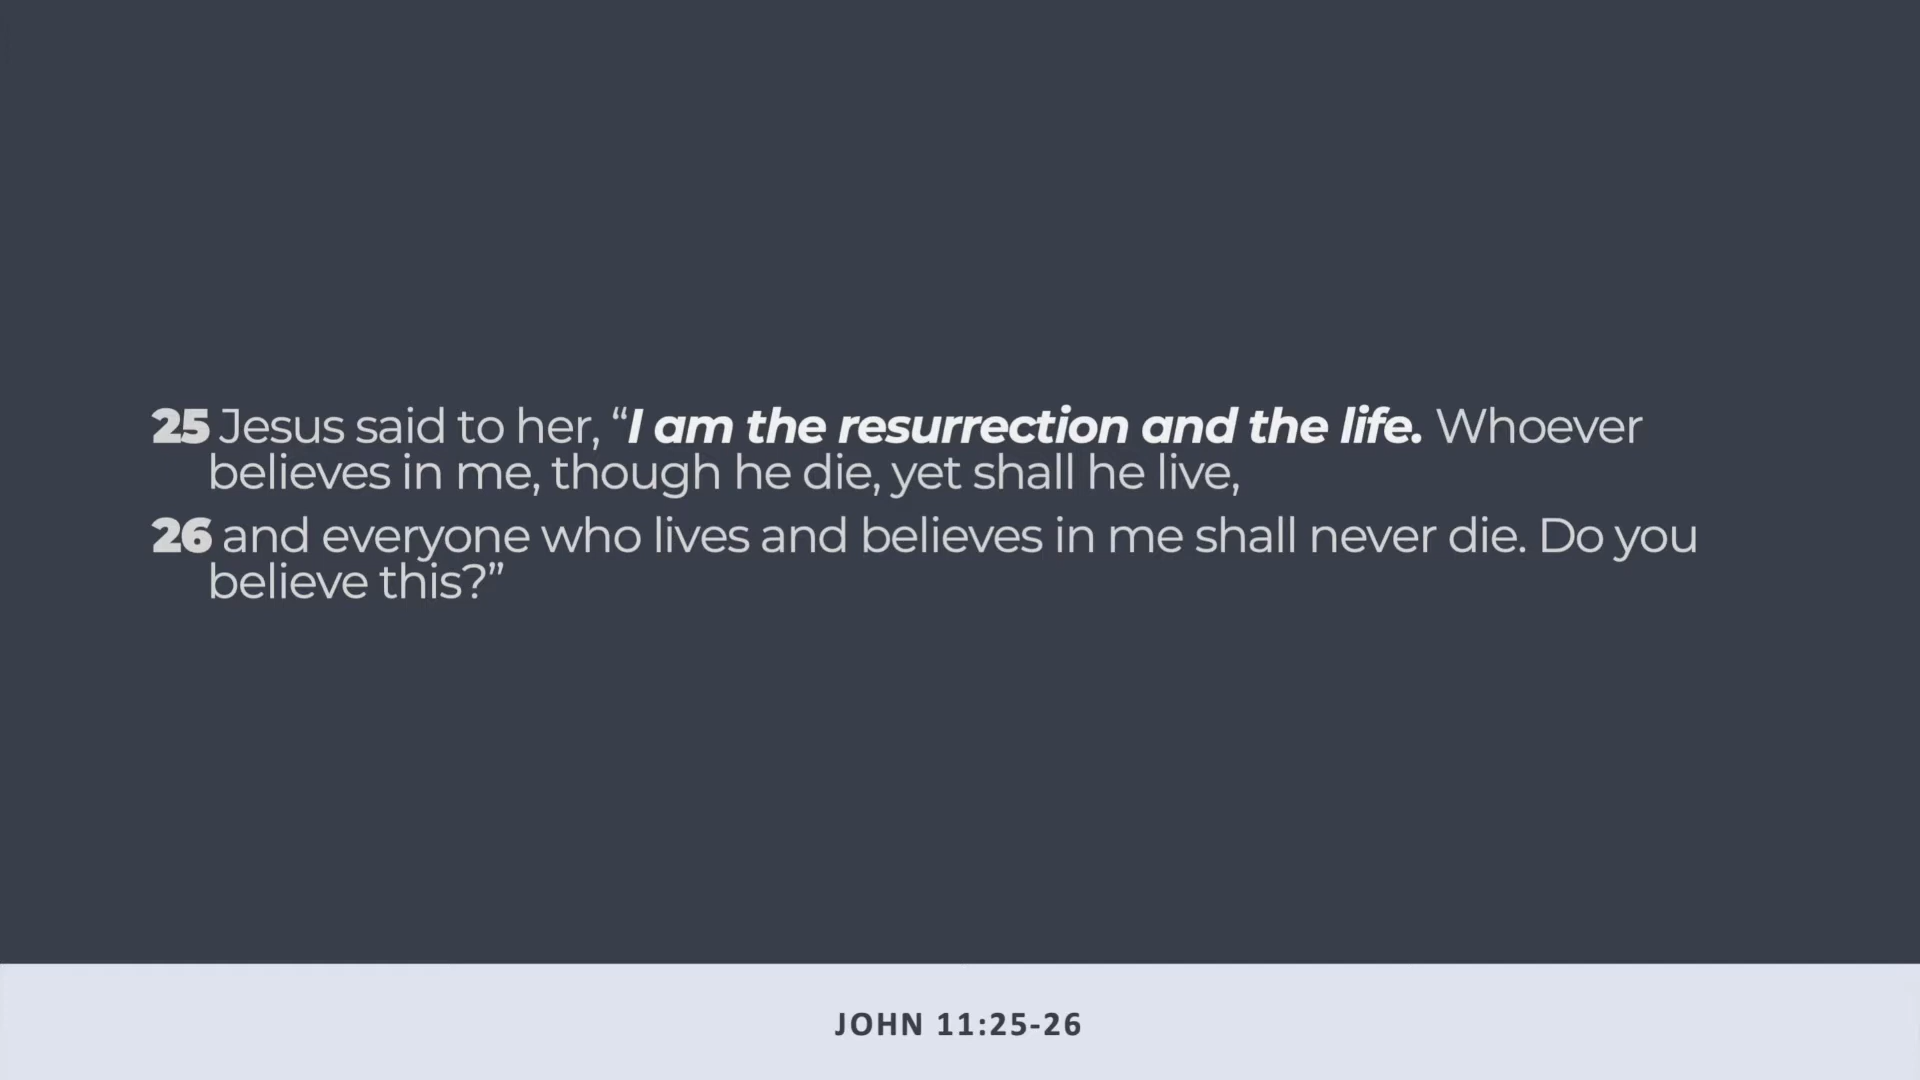 25 Jesus said to her, “I am the resurrection and the life. Whoever
believes in me, though he die, yet shall he live,
26 and everyone who lives and believes in me shall never die. Do you
believe this?”
JOHN 11:25-26